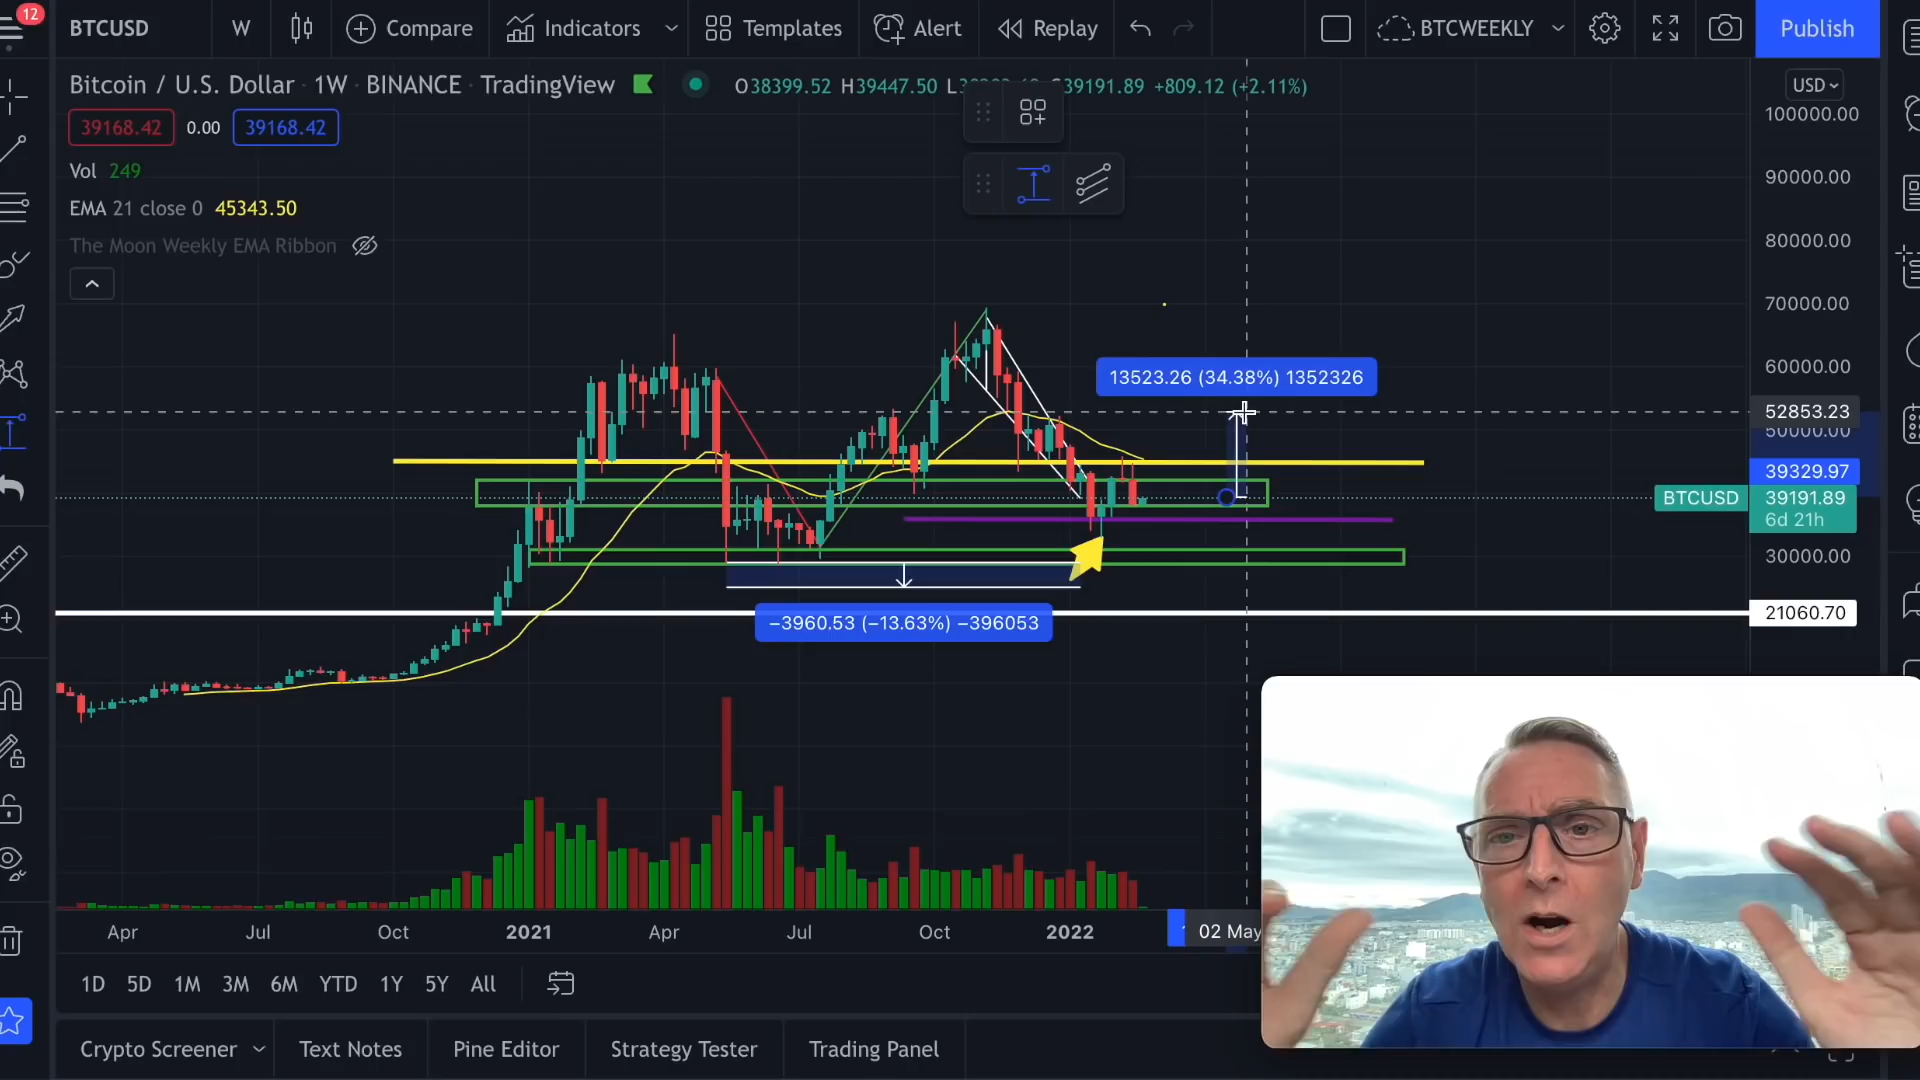 12
BTCUSD W Compare Indicators Templates Alert Replay BTCWEEKLY Publish
Bitcoin / U.S. Dollar · 1W · BINANCE · TradingView O38399.52 H39447.50 L 39191.89 +809.12 (+2.11%) USD
39168.42 0.00 39168.42
100000.00
Vol 249
90000.00
EMA 21 close 0 45343.50
The Moon Weekly EMA Ribbon
80000.00
70000.00
60000.00
13523.26 (34.38%) 1352326
52853.23
50000.00
39329.97
BTCUSD 39191.89
6d 21h
30000.00
21060.70
−3960.53 (−13.63%) −396053
Apr Jul Oct 2021 Apr Jul Oct 2022 02 May
1D 5D 1M 3M 6M YTD 1Y 5Y All
Crypto Screener Text Notes Pine Editor Strategy Tester Trading Panel